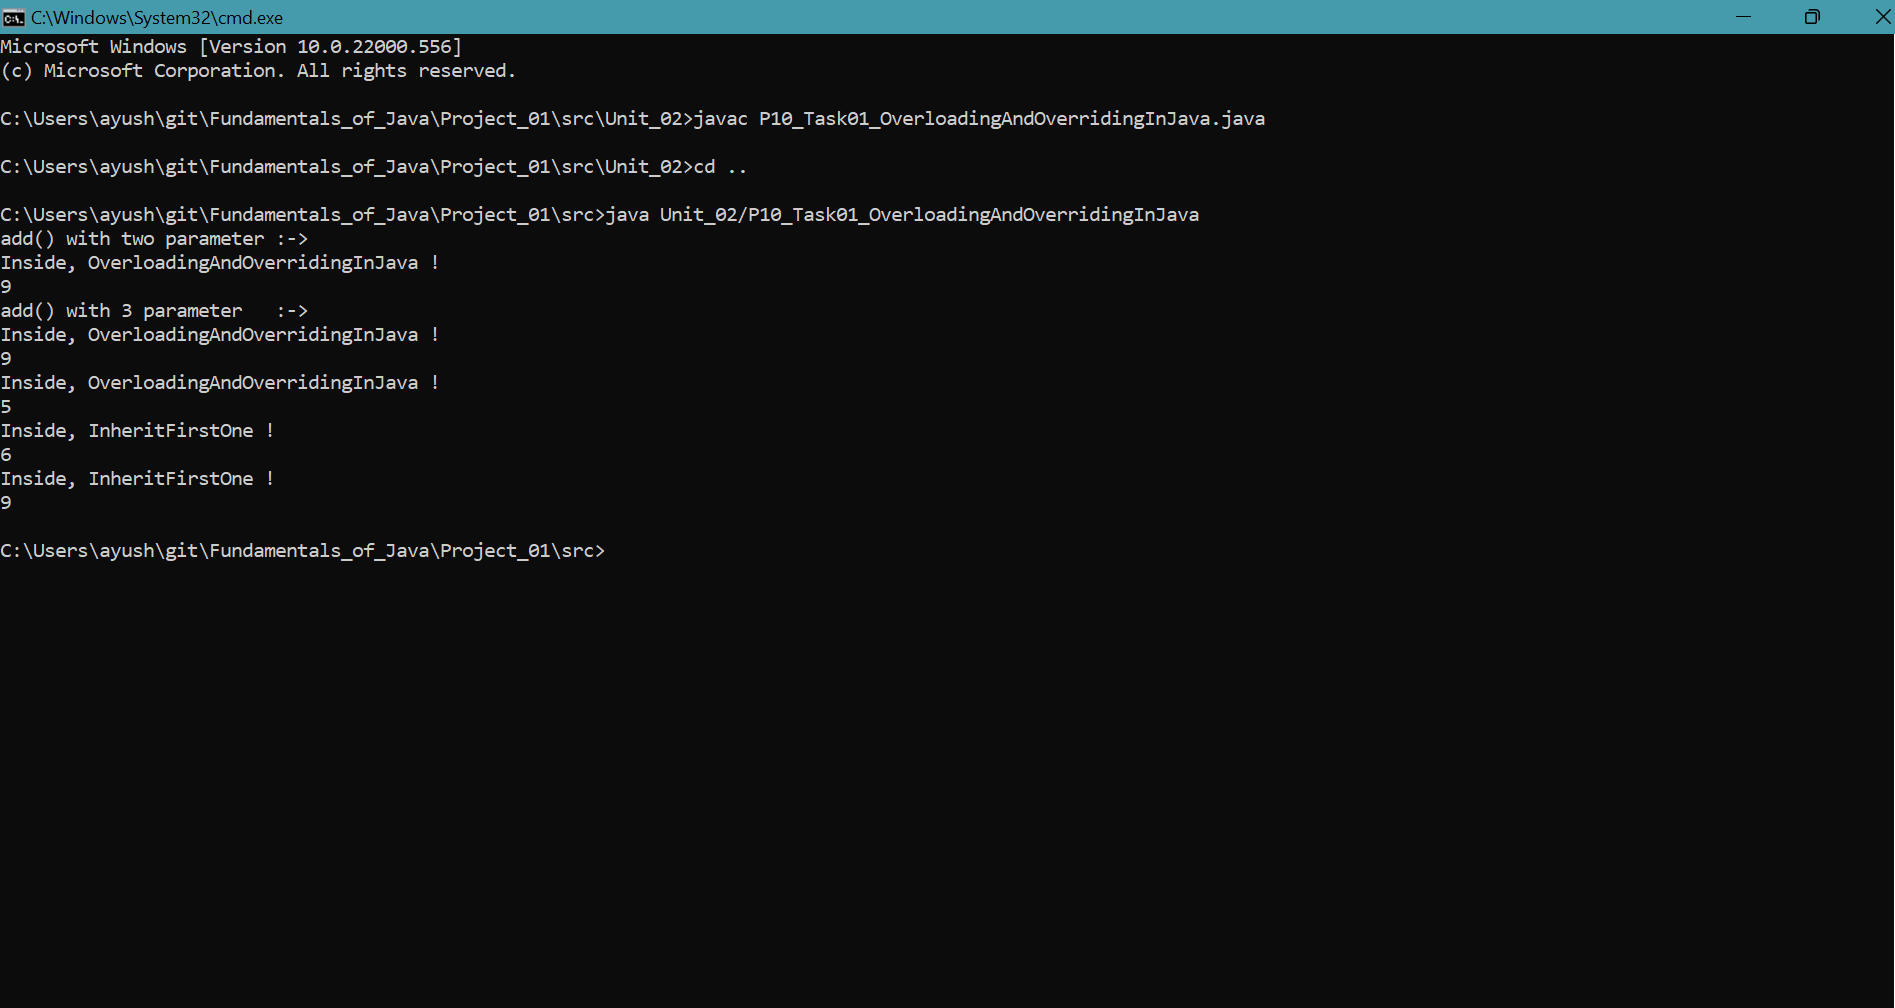 C:\Windows\System32\cmd.exe
Microsoft Windows [Version 10.0.22000.556]
(c) Microsoft Corporation. All rights reserved.
C:\Users\ayush\git\Fundamentals_of_Java\Project_01\src\Unit_02>javac P10_Task01_OverloadingAndOverridingInJava.java
C:\Users\ayush\git\Fundamentals_of_Java\Project_01\src\Unit_02>cd ..
C:\Users\ayush\git\Fundamentals_of_Java\Project_01\src>java Unit_02/P10_Task01_OverloadingAndOverridingInJava
add() with two parameter :->
Inside, OverloadingAndOverridingInJava !
9
add() with 3 parameter   :->
Inside, OverloadingAndOverridingInJava !
9
Inside, OverloadingAndOverridingInJava !
5
Inside, InheritFirstOne !
6
Inside, InheritFirstOne !
9
C:\Users\ayush\git\Fundamentals_of_Java\Project_01\src>